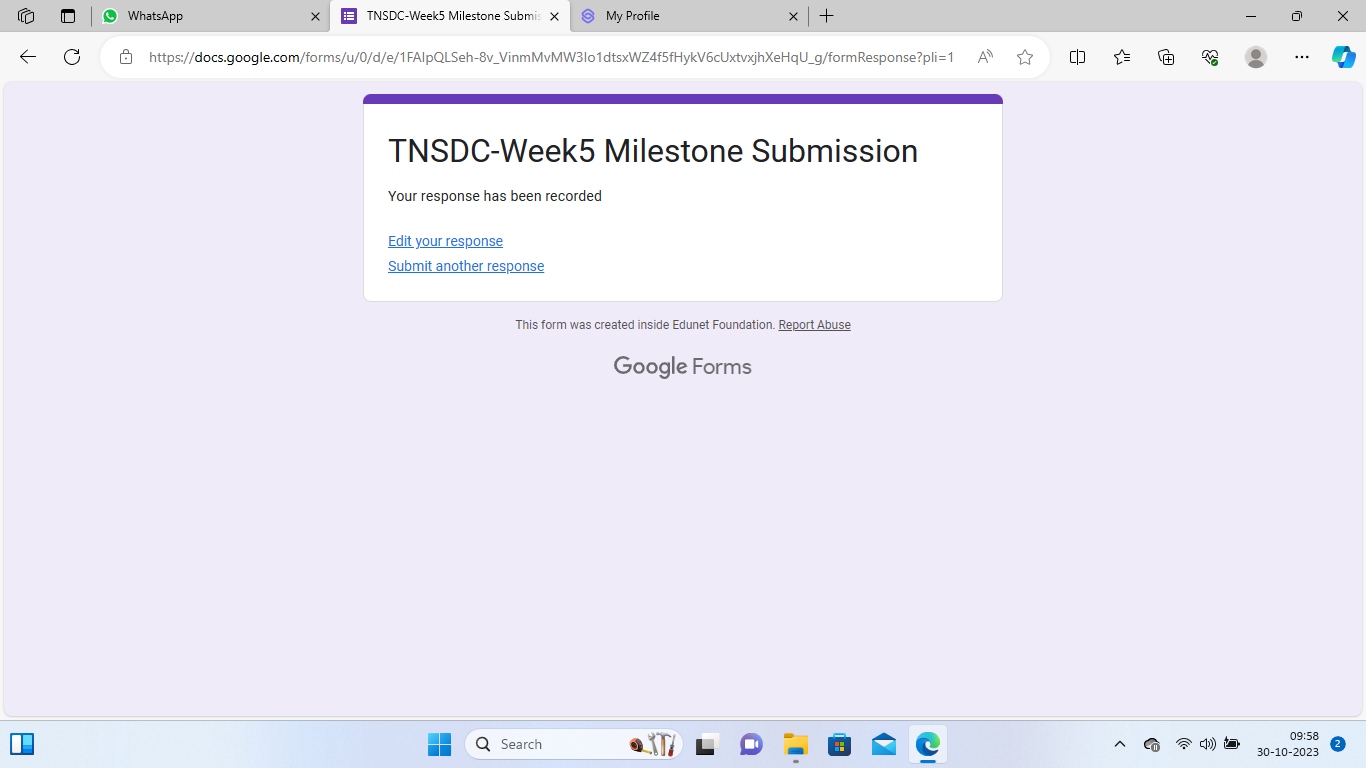 WhatsApp
TNSDC-Week5 Milestone Submis
My Profile
https://docs.google.com/forms/u/0/d/e/1FAIpQLSeh-8v_VinmMvMW3Io1dtsxWZ4f5fHykV6cUxtvxjhXeHqU_g/formResponse?pli=1
TNSDC-Week5 Milestone Submission
Your response has been recorded
Edit your response
Submit another response
This form was created inside Edunet Foundation. Report Abuse
Google Forms
Search
09:58
30-10-2023
2